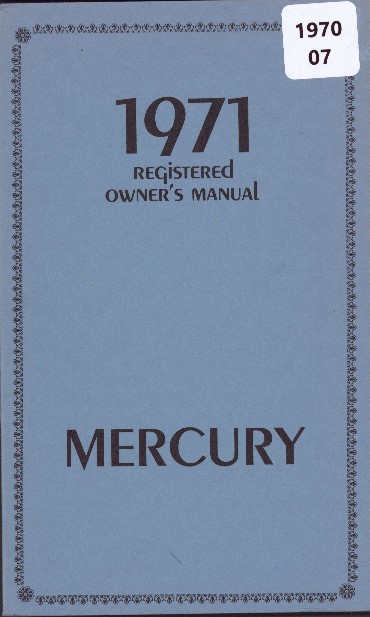 1970
07
1971
REGISTERED
OWNER'S MANUAL
MERCURY